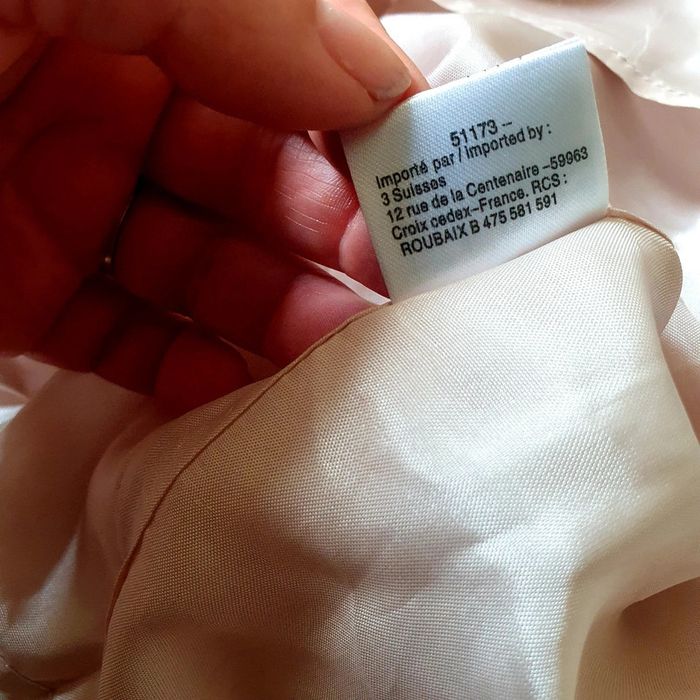 51173 --
Importé par / Imported by :
3 Suisses
12 rue de la Centenaire -59963
Croix cedex-France. RCS :
ROUBAIX B 475 581 591